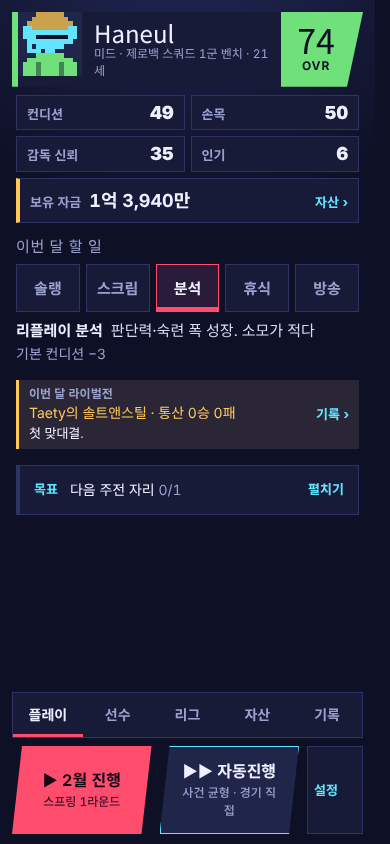 Haneul
미드 · 제로백 스쿼드 1군 벤치 · 21
세
74
OVR
컨디션 49
손목 50
감독 신뢰 35
인기 6
보유 자금 1억 3,940만 자산 ›
이번 달 할 일
솔랭 스크림 분석 휴식 방송
리플레이 분석 판단력·숙련 폭 성장. 소모가 적다
기본 컨디션 −3
이번 달 라이벌전
Taety의 솔트앤스틸 · 통산 0승 0패
기록 ›
첫 맞대결.
목표 다음 주전 자리 0/1 펼치기
플레이 선수 리그 자산 기록
▶ 2월 진행
스프링 1라운드
▶▶ 자동진행
사건 균형 · 경기 직
접
설정